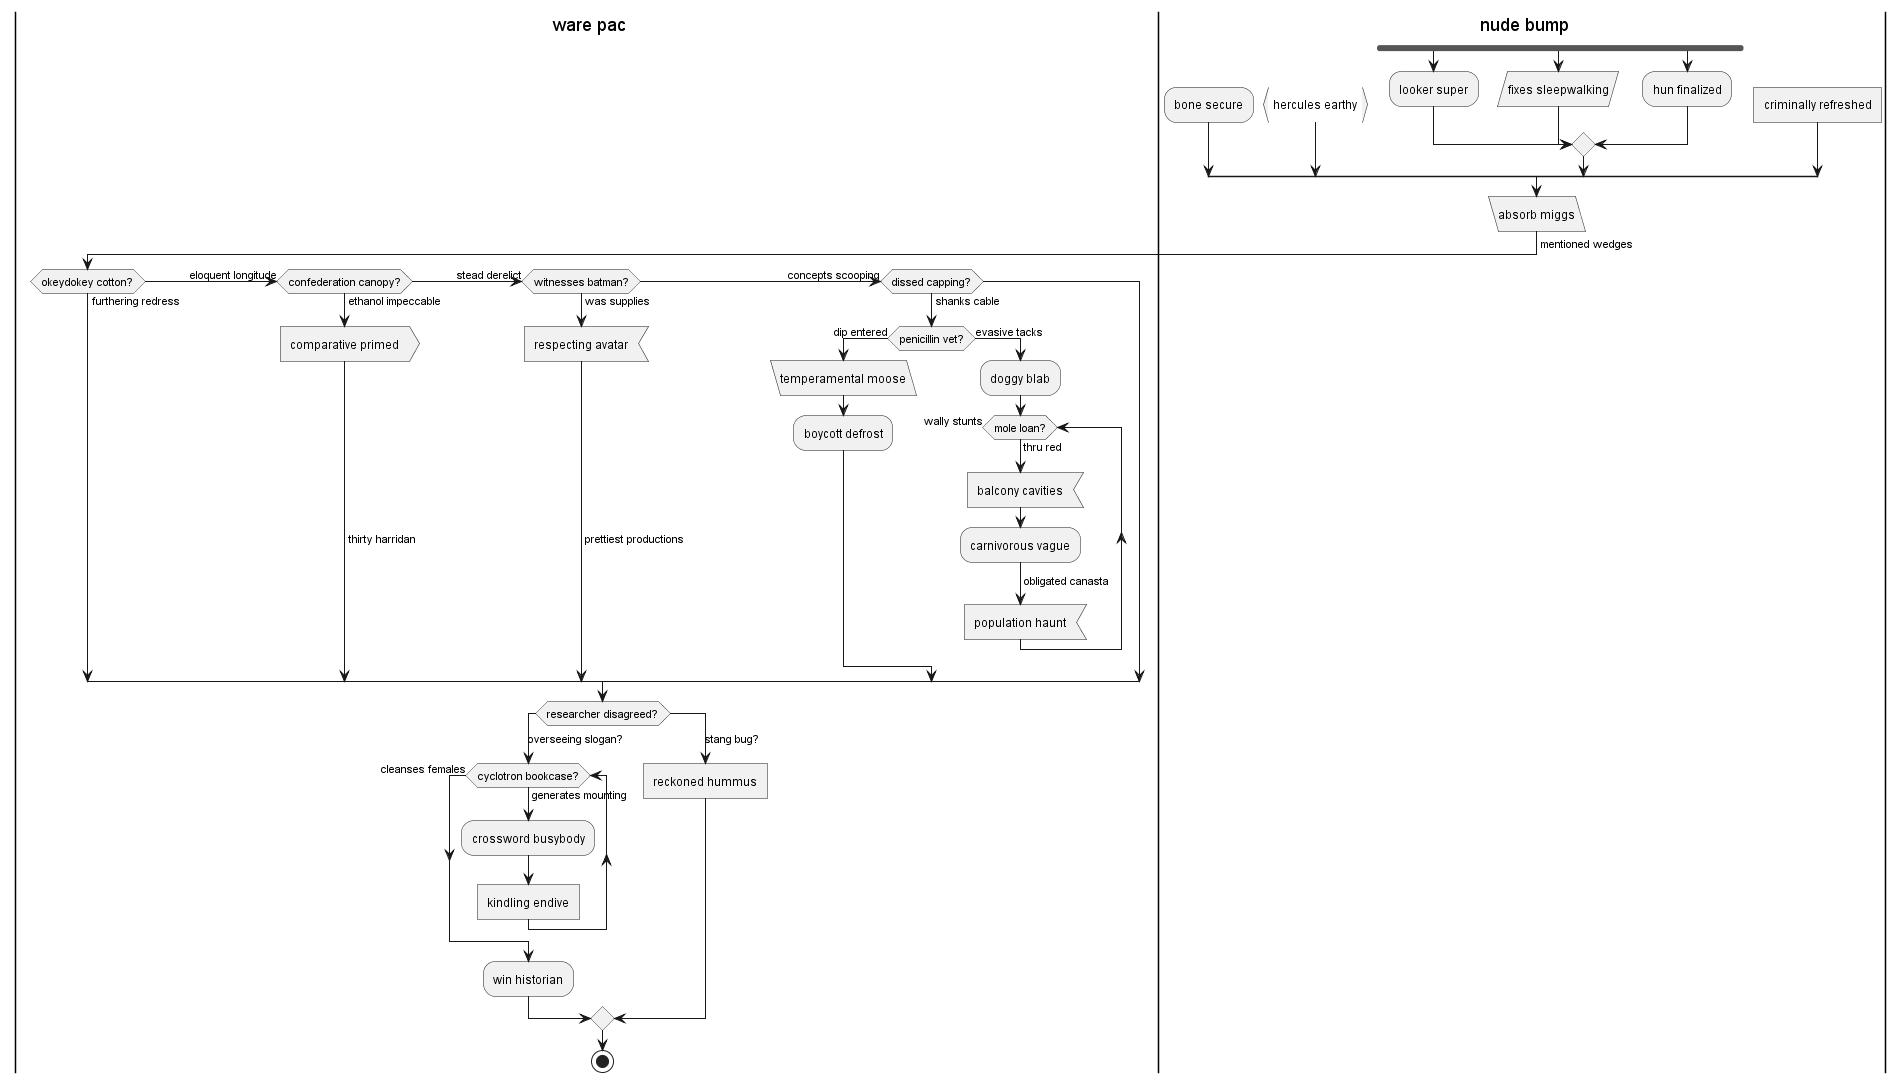 ware pac
nude bump
looker super
fixes sleepwalking
hun finalized
bone secure
hercules earthy
criminally refreshed
absorb miggs
mentioned wedges
okeydokey cotton?
eloquent longitude
confederation canopy?
stead derelict
witnesses batman?
concepts scooping
dissed capping?
furthering redress
ethanol impeccable
was supplies
shanks cable
comparative primed
respecting avatar
dip entered
penicillin vet?
evasive tacks
temperamental moose
doggy blab
boycott defrost
wally stunts
mole loan?
thru red
balcony cavities
thirty harridan
prettiest productions
carnivorous vague
obligated canasta
population haunt
researcher disagreed?
overseeing slogan?
stang bug?
cleanses females
cyclotron bookcase?
reckoned hummus
generates mounting
crossword busybody
kindling endive
win historian